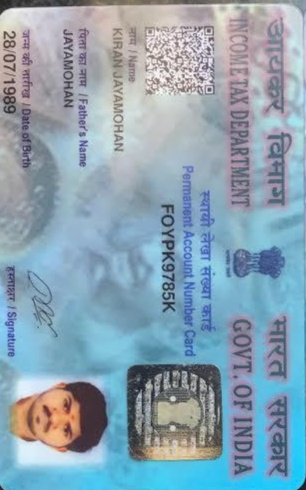 आयकर विभाग
INCOME TAX DEPARTMENT
भारत सरकार
GOVT. OF INDIA
स्थायी लेखा संख्या कार्ड
Permanent Account Number Card
FOYPK9785K
नाम / Name
KIRAN JAYAMOHAN
पिता का नाम / Father's Name
JAYAMOHAN
जन्म की तारीख / Date of Birth
28/07/1989
हस्ताक्षर / Signature